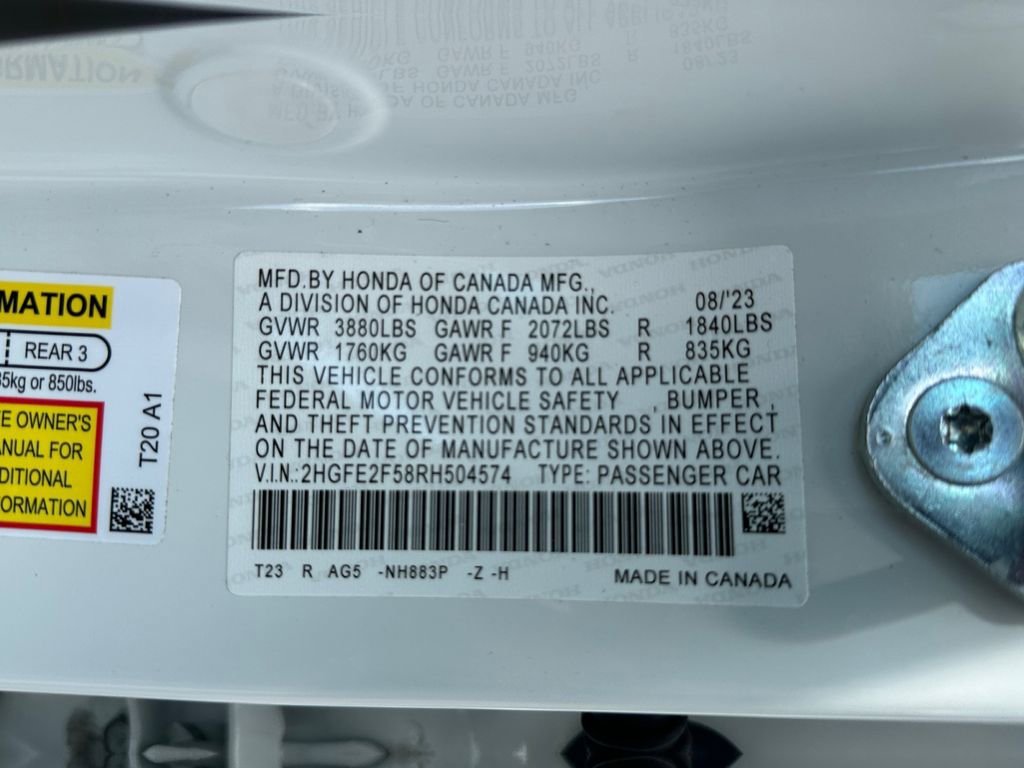 MFD.BY HONDA OF CANADA MFG.,
A DIVISION OF HONDA CANADA INC. 08/'23
GVWR 3880LBS GAWR F 2072LBS R 1840LBS
GVWR 1760KG GAWR F 940KG R 835KG
THIS VEHICLE CONFORMS TO ALL APPLICABLE
FEDERAL MOTOR VEHICLE SAFETY , BUMPER ,
AND THEFT PREVENTION STANDARDS IN EFFECT
ON THE DATE OF MANUFACTURE SHOWN ABOVE.
V.I.N.:2HGFE2F58RH504574 TYPE: PASSENGER CAR
T23 R AG5 -NH883P -Z -H MADE IN CANADA
MATION
REAR 3
35kg or 850lbs.
E OWNER'S
ANUAL FOR
DITIONAL
FORMATION
T20 A1